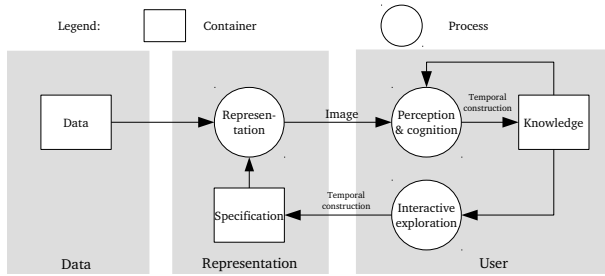 Legend:
Container
Process
Data
Represen-
tation
Image
Perception
& cognition
Temporal
construction
Knowledge
Specification
Temporal
construction
Interactive
exploration
Data
Representation
User